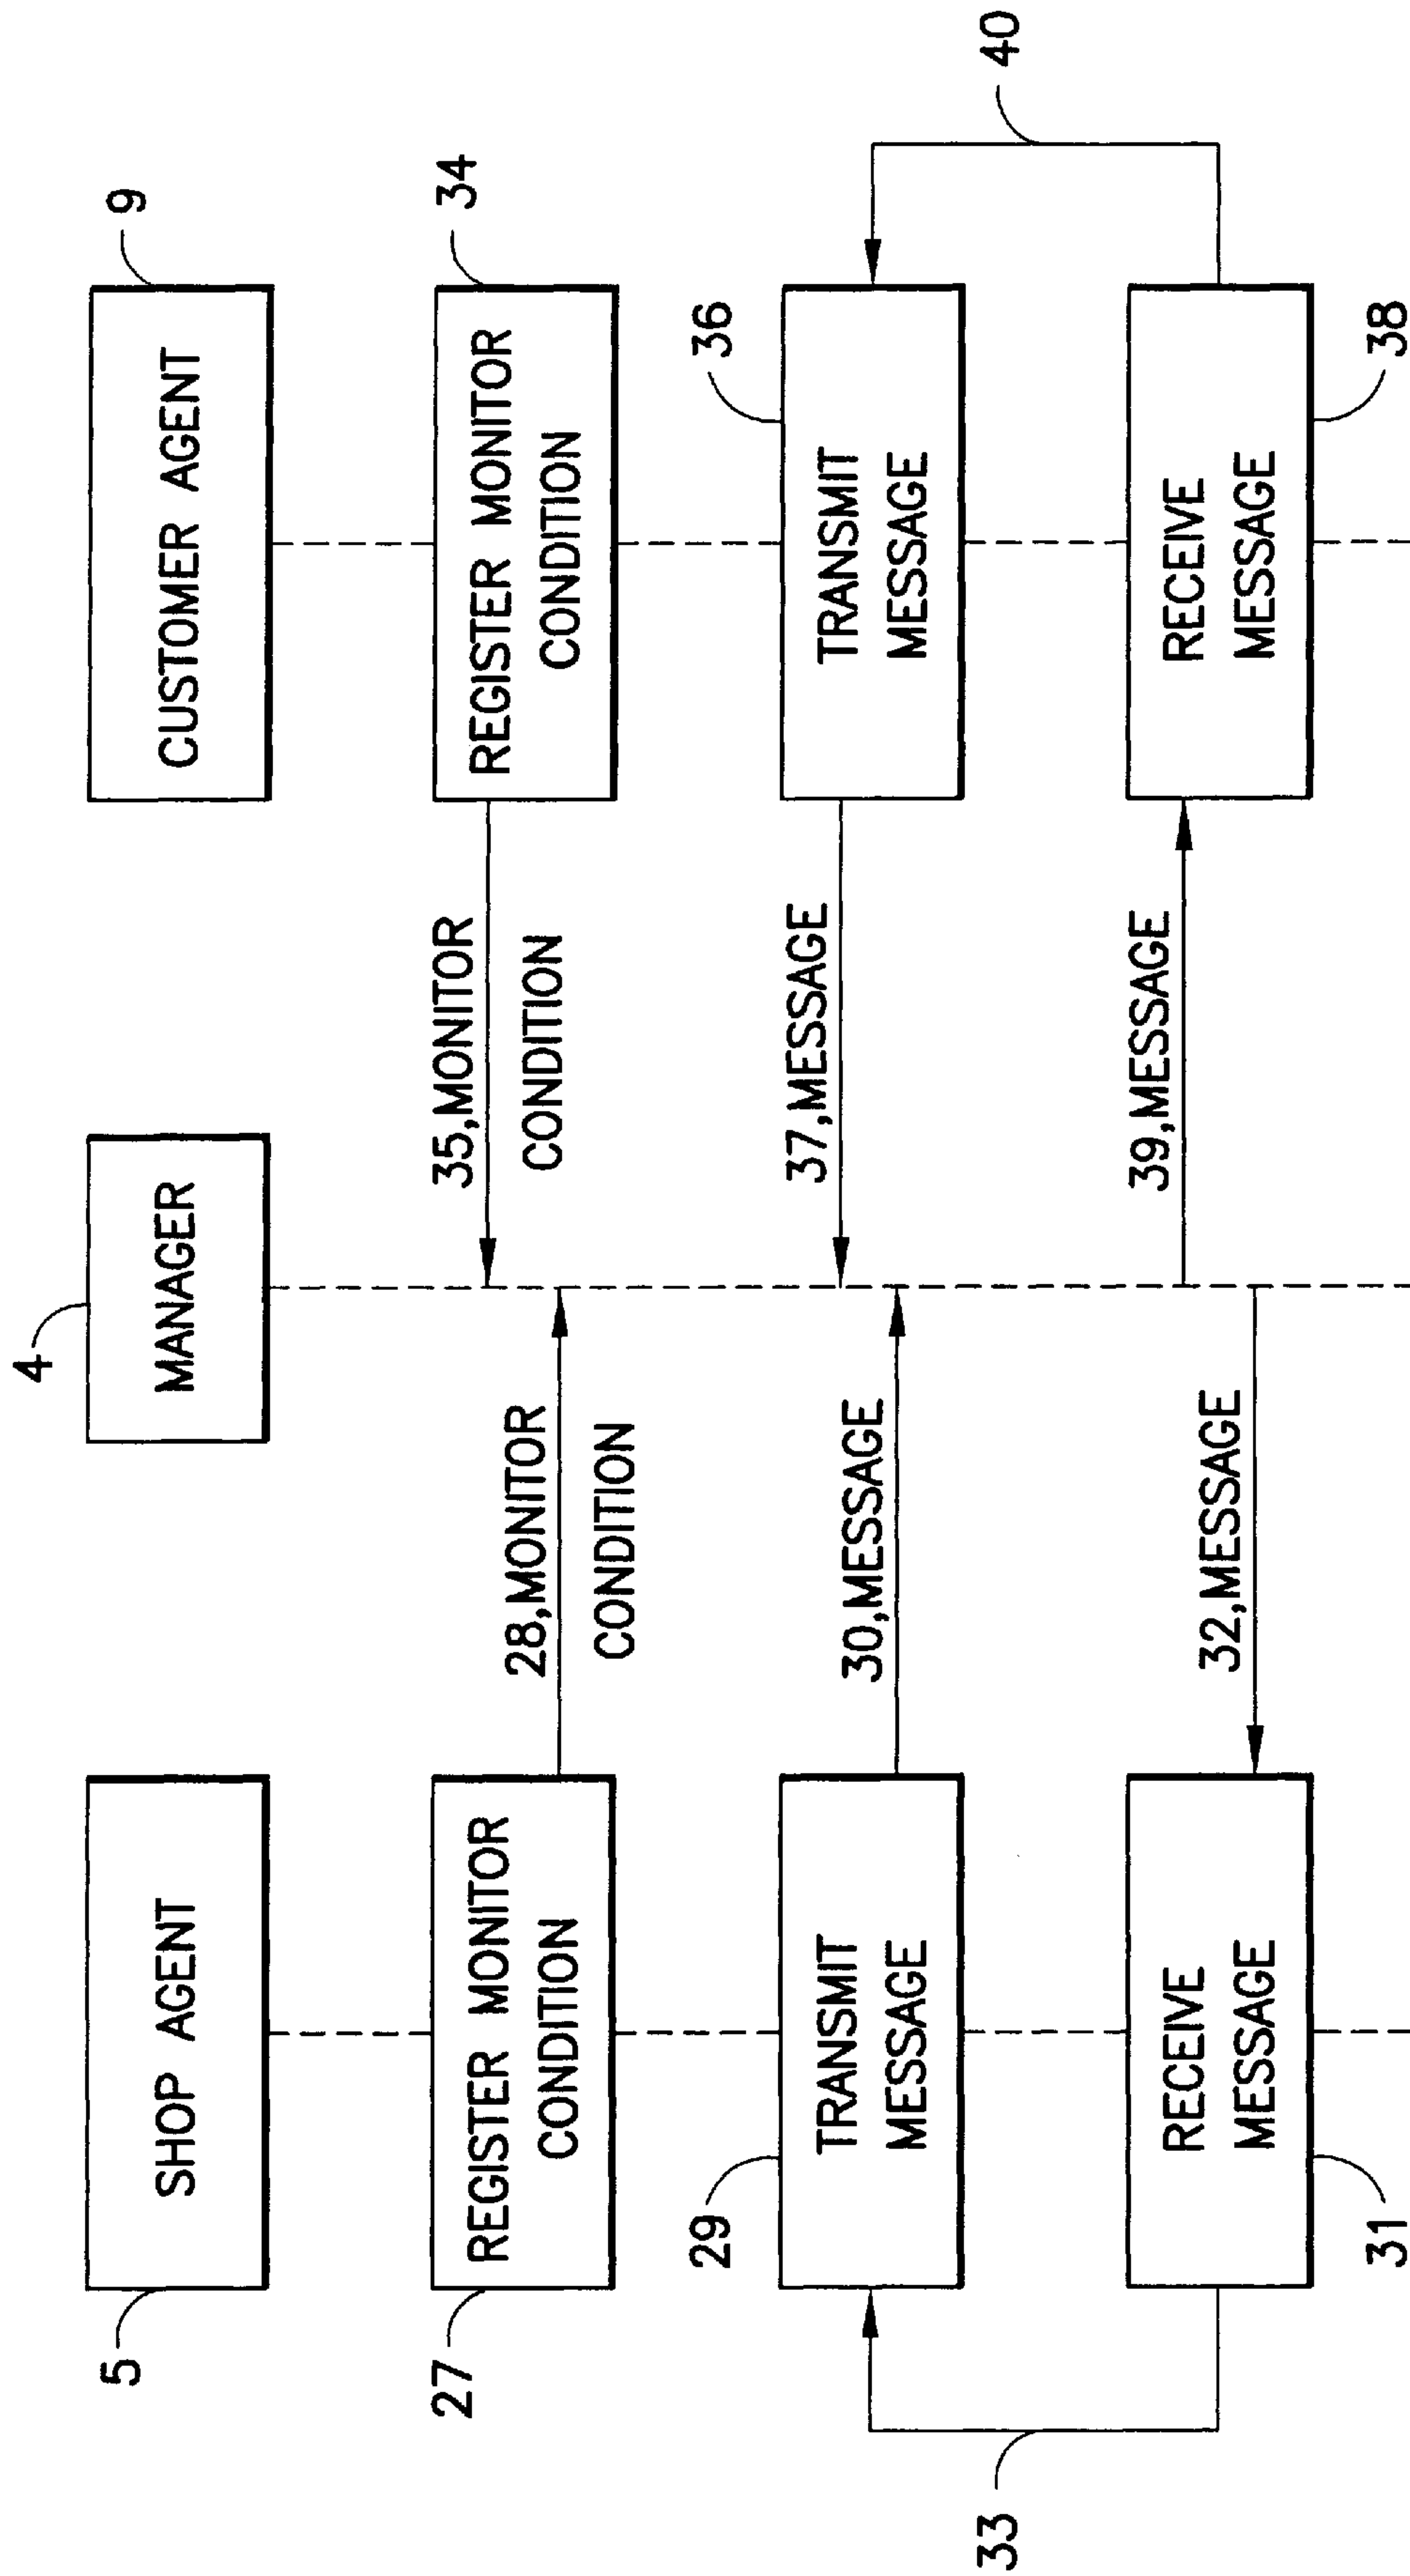 4
5
SHOP AGENT
MANAGER
CUSTOMER AGENT
9
27
REGISTER MONITOR
CONDITION
28,MONITOR
CONDITION
35,MONITOR
CONDITION
REGISTER MONITOR
CONDITION
34
29
TRANSMIT
MESSAGE
30,MESSAGE
37,MESSAGE
TRANSMIT
MESSAGE
36
33
RECEIVE
MESSAGE
31
32,MESSAGE
39,MESSAGE
RECEIVE
MESSAGE
38
40